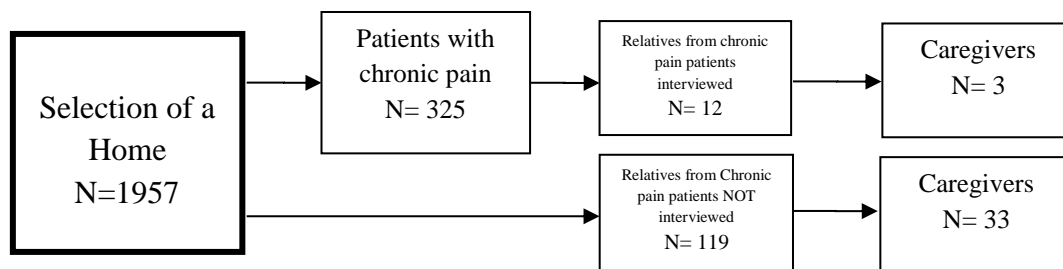 Selection of a
Home
N=1957
Patients with
chronic pain
N= 325
Relatives from chronic
pain patients
interviewed
N= 12
Caregivers
N= 3
Relatives from Chronic
pain patients NOT
interviewed
N= 119
Caregivers
N= 33